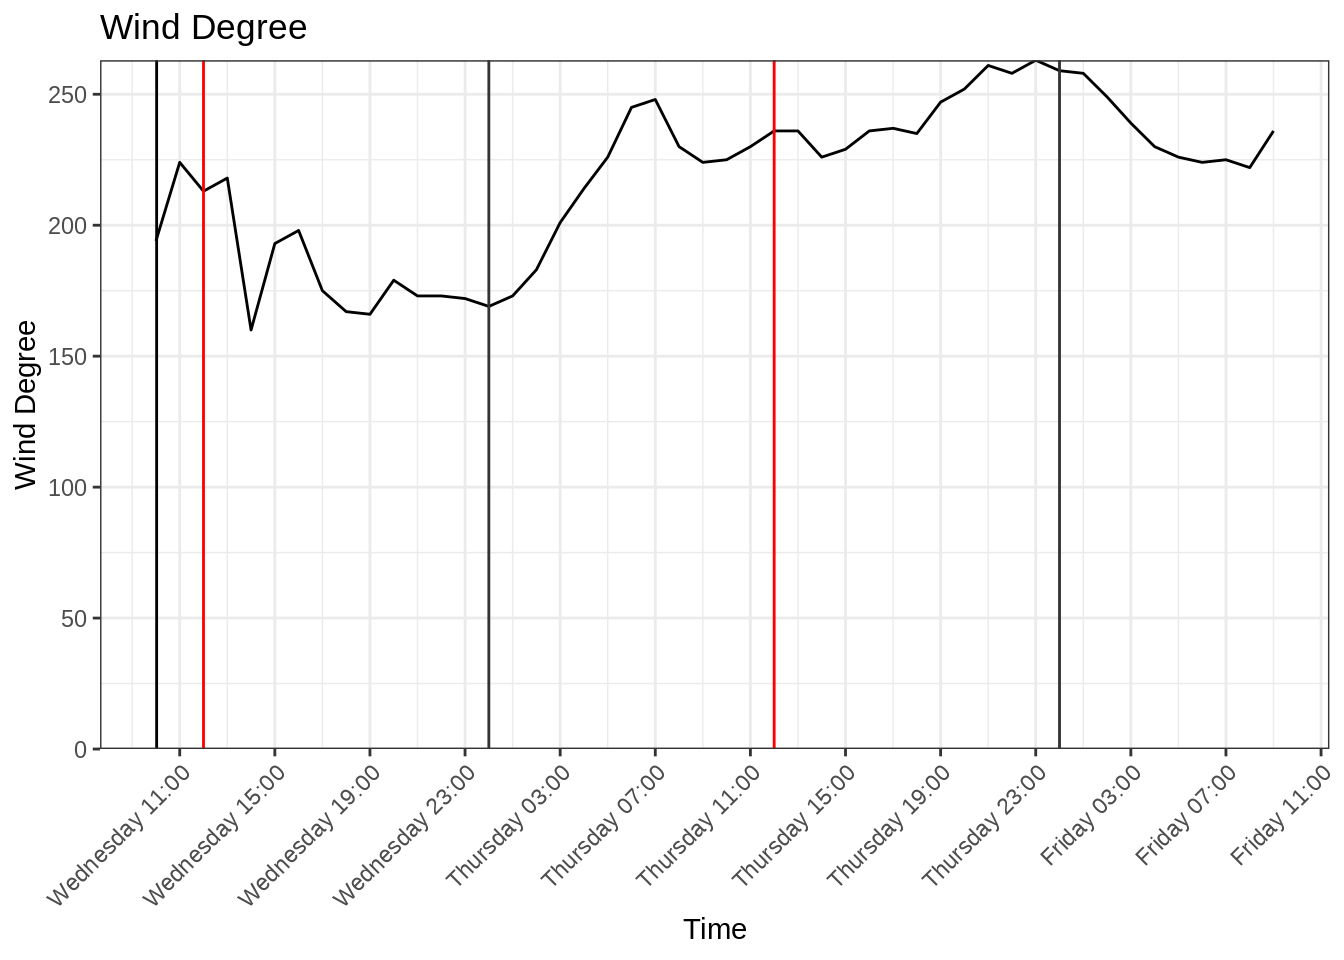 Wind Degree
Wind Degree
250
200
150
100
50
0
Wednesday 11:00
Wednesday 15:00
Wednesday 19:00
Wednesday 23:00
Thursday 03:00
Thursday 07:00
Thursday 11:00
Thursday 15:00
Thursday 19:00
Thursday 23:00
Friday 03:00
Friday 07:00
Friday 11:00
Time